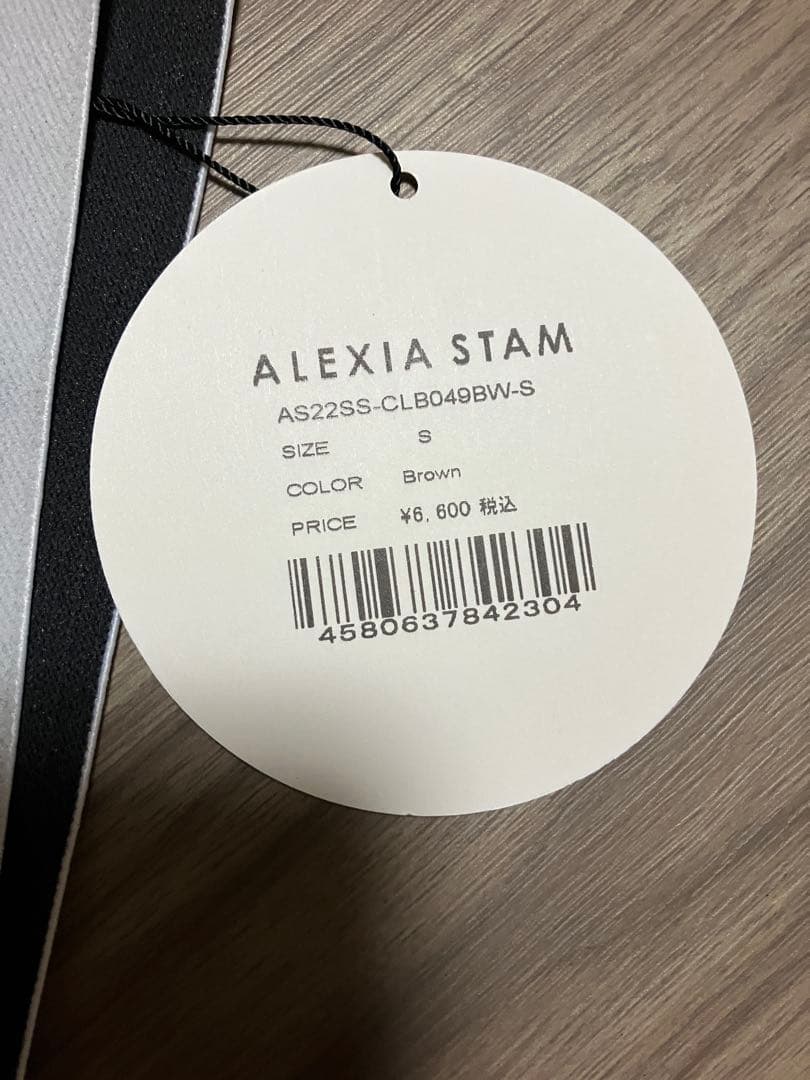 ALEXIA STAM
AS22SS-CLB049BW-S
SIZE S
COLOR Brown
PRICE ¥6,600 税込
4580637842304